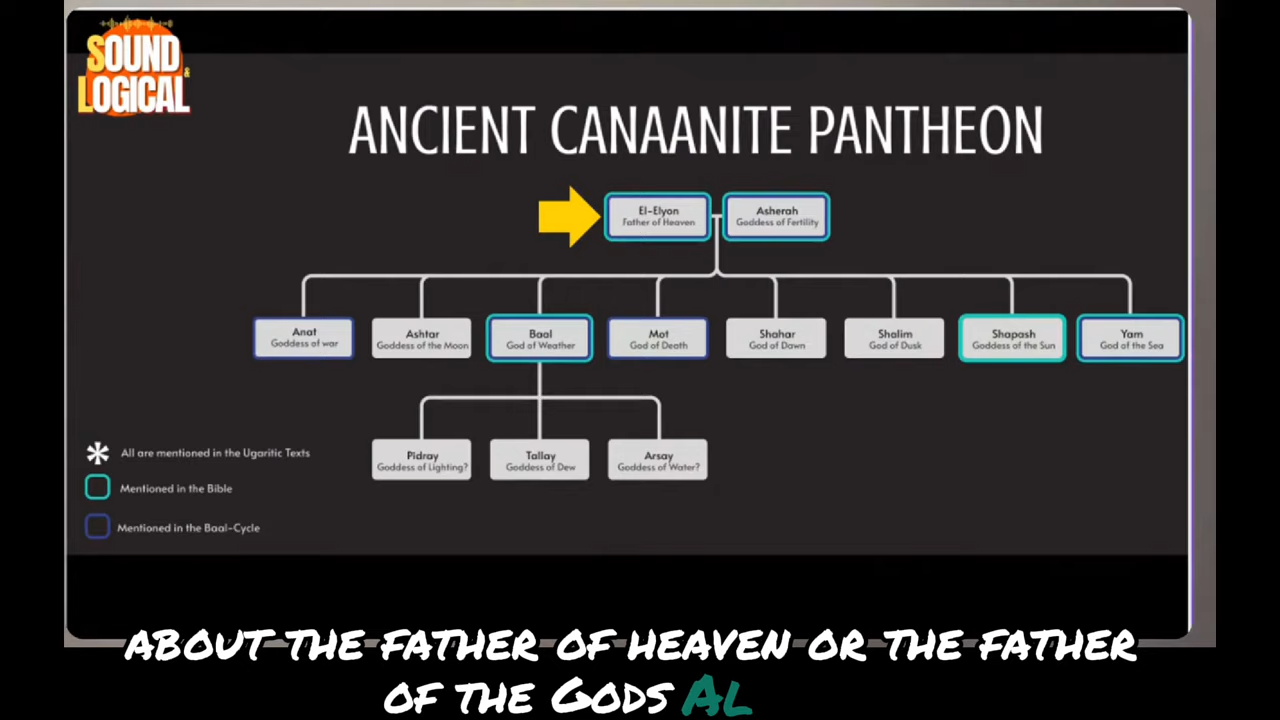 SOUND
&
LOGICAL
ANCIENT CANAANITE PANTHEON
El-Elyon
Father of Heaven
Asherah
Goddess of Fertility
Anat
Goddess of war
Ashtar
Goddess of the Moon
Baal
God of Weather
Mot
God of Death
Shahar
God of Dawn
Shalim
God of Dusk
Shapash
Goddess of the Sun
Yam
God of the Sea
Pidray
Goddess of Lighting?
Tallay
Goddess of Dew
Arsay
Goddess of Water?
* All are mentioned in the Ugaritic Texts
Mentioned in the Bible
Mentioned in the Baal-Cycle
ABOUT THE FATHER OF HEAVEN OR THE FATHER
OF THE GODS AL